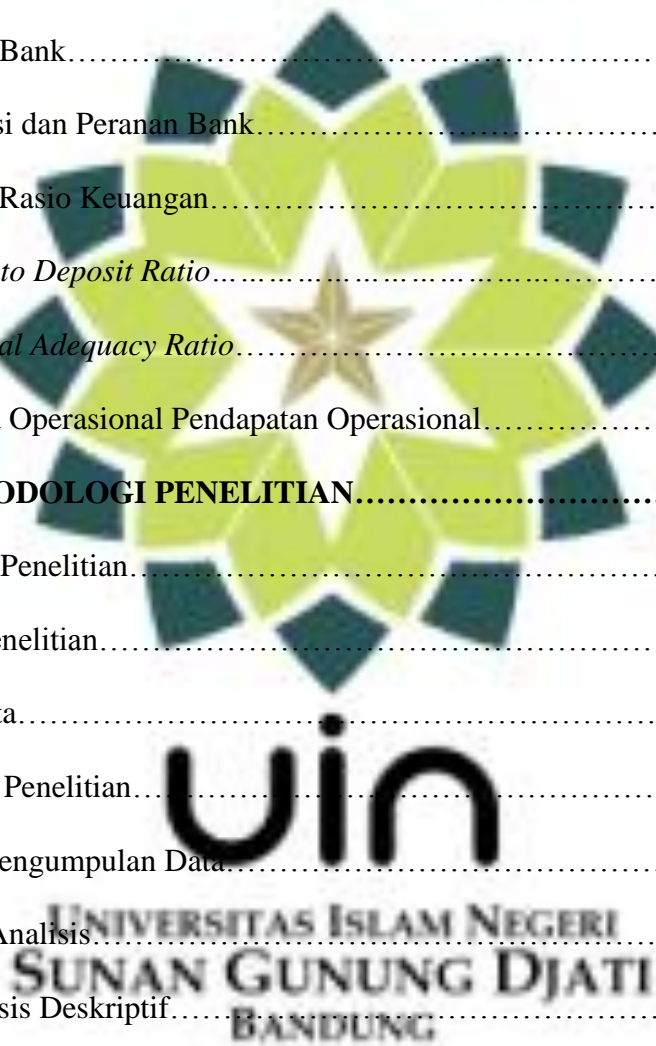 Bank……………………………………………………
si dan Peranan Bank……………………………………
Rasio Keuangan…………………………………………
to Deposit Ratio…………………………………………
al Adequacy Ratio………………………………………
Operasional Pendapatan Operasional……………………
ODOLOGI PENELITIAN………………………………
Penelitian…………………………………………………
enelitian…………………………………………………
ta…………………………………………………………
uin
Penelitian…………………………………………………
engumpulan Data…………………………………………
UNIVERSITAS ISLAM NEGERI
Analisis……………………………………………………
SUNAN GUNUNG DJATI
sis Deskriptif……………………………………………
BANDUNG